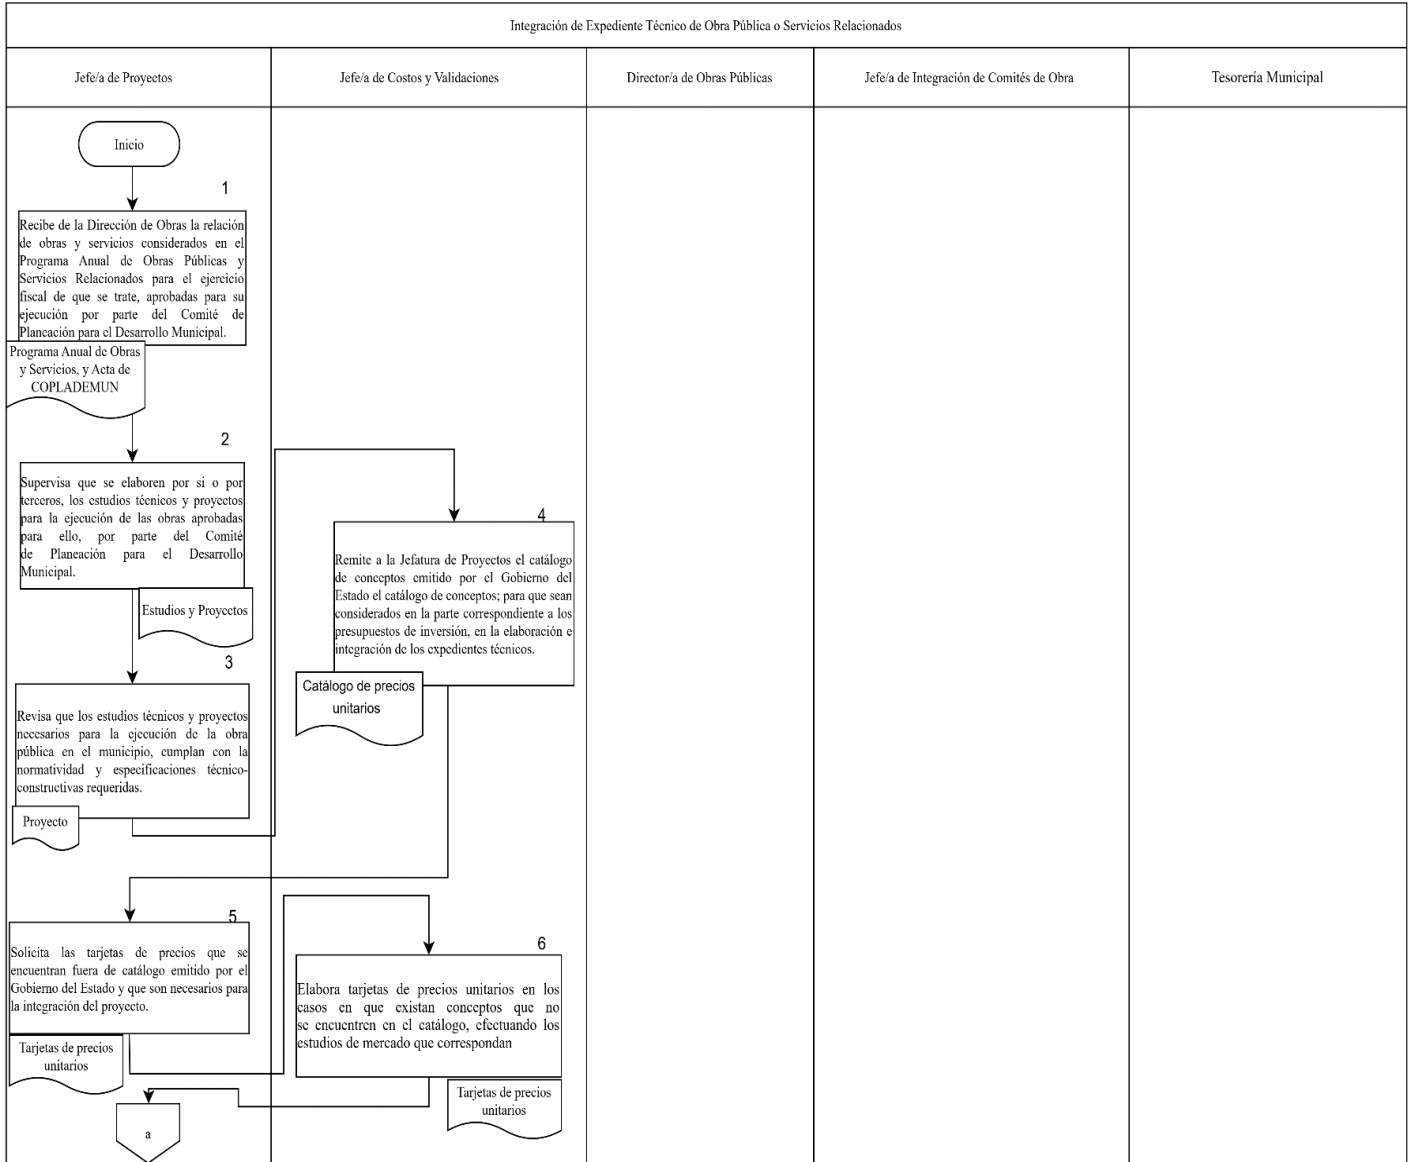 Integración de Expediente Técnico de Obra Pública o Servicios Relacionados
Jefe/a de Proyectos
Jefe/a de Costos y Validaciones
Director/a de Obras Públicas
Jefe/a de Integración de Comités de Obra
Tesorería Municipal
Inicio
1
Recibe de la Dirección de Obras la relación
de obras y servicios considerados en el
Programa Anual de Obras Públicas y
Servicios Relacionados para el ejercicio
fiscal de que se trate, aprobadas para su
ejecución por parte del Comité de
Planeación para el Desarrollo Municipal.
Programa Anual de Obras
y Servicios, y Acta de
COPLADEMUN
2
Supervisa que se elaboren por si o por
terceros, los estudios técnicos y proyectos
para la ejecución de las obras aprobadas
para ello, por parte del Comité
de Planeación para el Desarrollo
Municipal.
Estudios y Proyectos
3
Revisa que los estudios técnicos y proyectos
necesarios para la ejecución de la obra
pública en el municipio, cumplan con la
normatividad y especificaciones técnico-
constructivas requeridas.
Proyecto
4
Remite a la Jefatura de Proyectos el catálogo
de conceptos emitido por el Gobierno del
Estado el catálogo de conceptos; para que sean
considerados en la parte correspondiente a los
presupuestos de inversión, en la elaboración e
integración de los expedientes técnicos.
Catálogo de precios
unitarios
5
Solicita las tarjetas de precios que se
encuentran fuera de catálogo emitido por el
Gobierno del Estado y que son necesarios para
la integración del proyecto.
Tarjetas de precios
unitarios
6
Elabora tarjetas de precios unitarios en los
casos en que existan conceptos que no
se encuentren en el catálogo, efectuando los
estudios de mercado que correspondan
Tarjetas de precios
unitarios
a